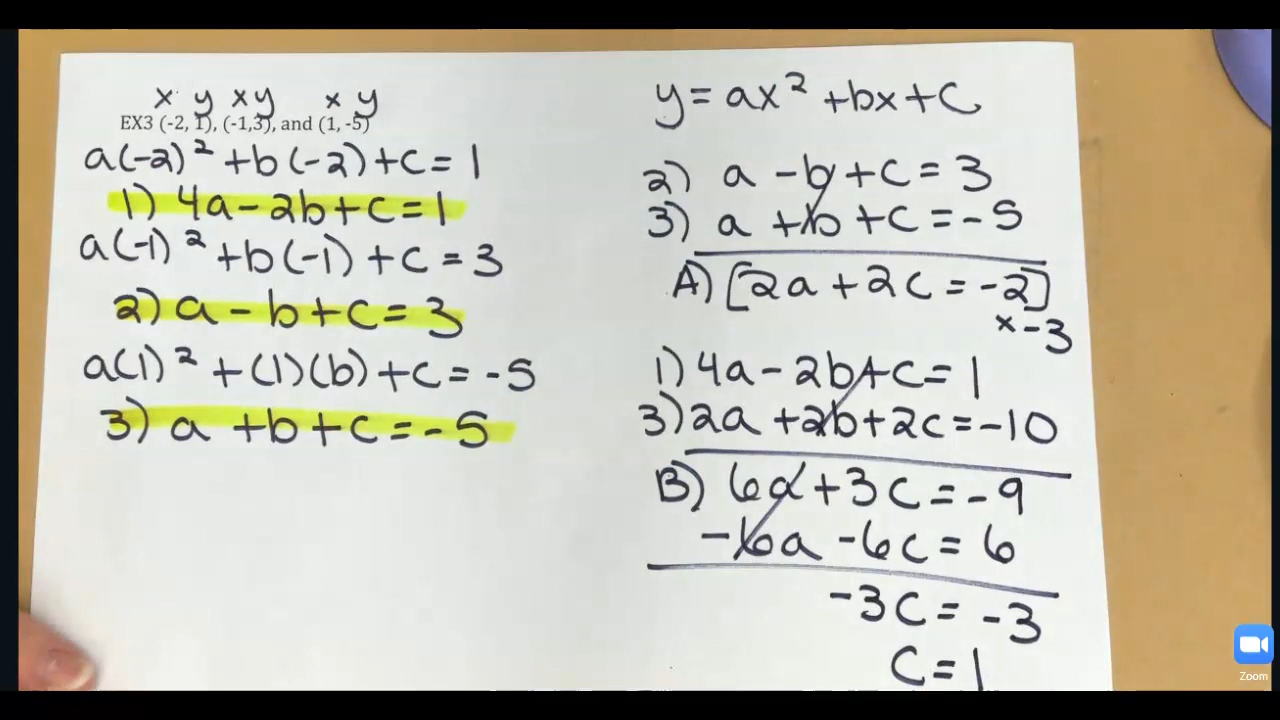 x y x y x y
EX3 (-2, 1), (-1,3), and (1, -5)
a(-2)² + b(-2) + c = 1
1) 4a - 2b + c = 1
a(-1)² + b(-1) + c = 3
2) a - b + c = 3
a(1)² + (1)(b) + c = -5
3) a + b + c = -5
y = ax² + bx + c
2) a - b + c = 3
3) a + b + c = -5
A) [2a + 2c = -2]
x -3
1) 4a - 2b + c = 1
3) 2a + 2b + 2c = -10
B) 6a + 3c = -9
-6a - 6c = 6
-3c = -3
c = 1
Zoom